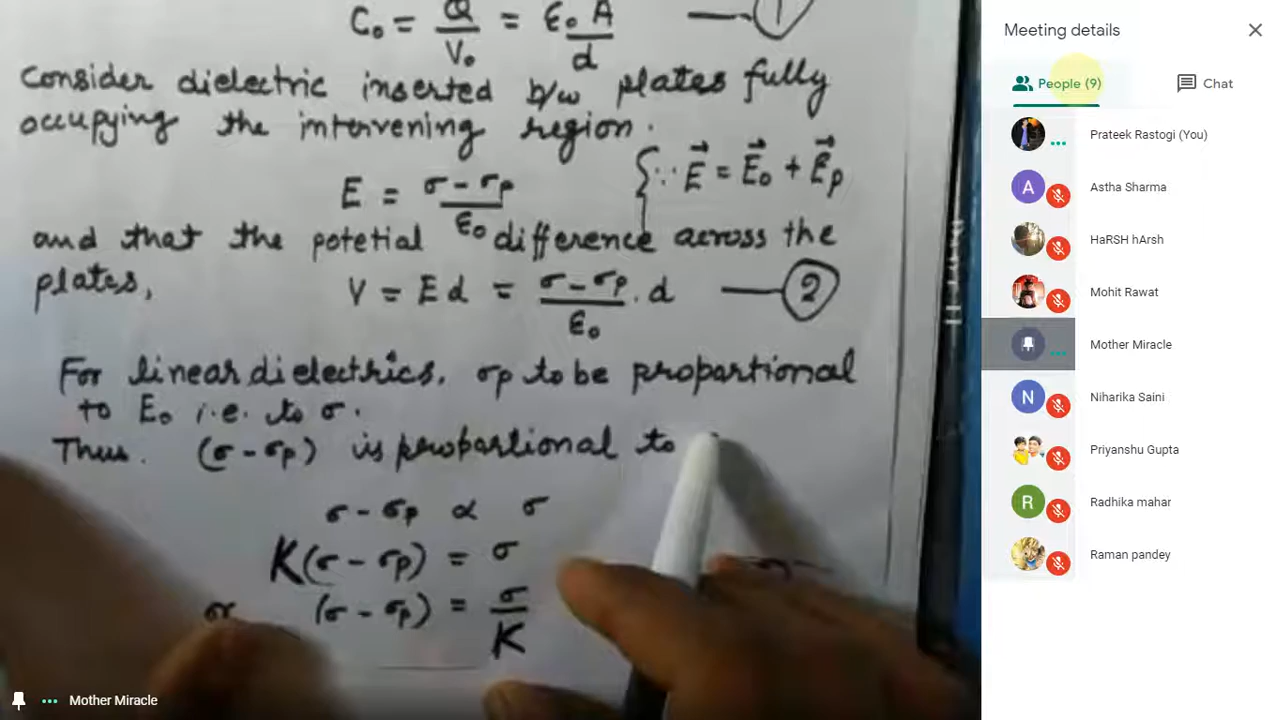 C₀ = Q/V₀ = ε₀A/d — 1
Consider dielectric inserted b/w plates fully
occupying the intervening region.
E = σ - σp / ε₀ {∵ E⃗ = E⃗₀ + E⃗p
and that the potetial difference across the
plates, V = Ed = σ - σp / ε₀ . d — 2
For linear dielectrics. σp to be proportional
to E₀ i.e. to σ.
Thus. (σ - σp) is propartional to
σ - σp ∝ σ
K(σ - σp) = σ
or (σ - σp) = σ/K
Mother Miracle
Meeting details
People (9)
Chat
Prateek Rastogi (You)
A
Astha Sharma
HaRSH hArsh
Mohit Rawat
Mother Miracle
N
Niharika Saini
Priyanshu Gupta
R
Radhika mahar
Raman pandey